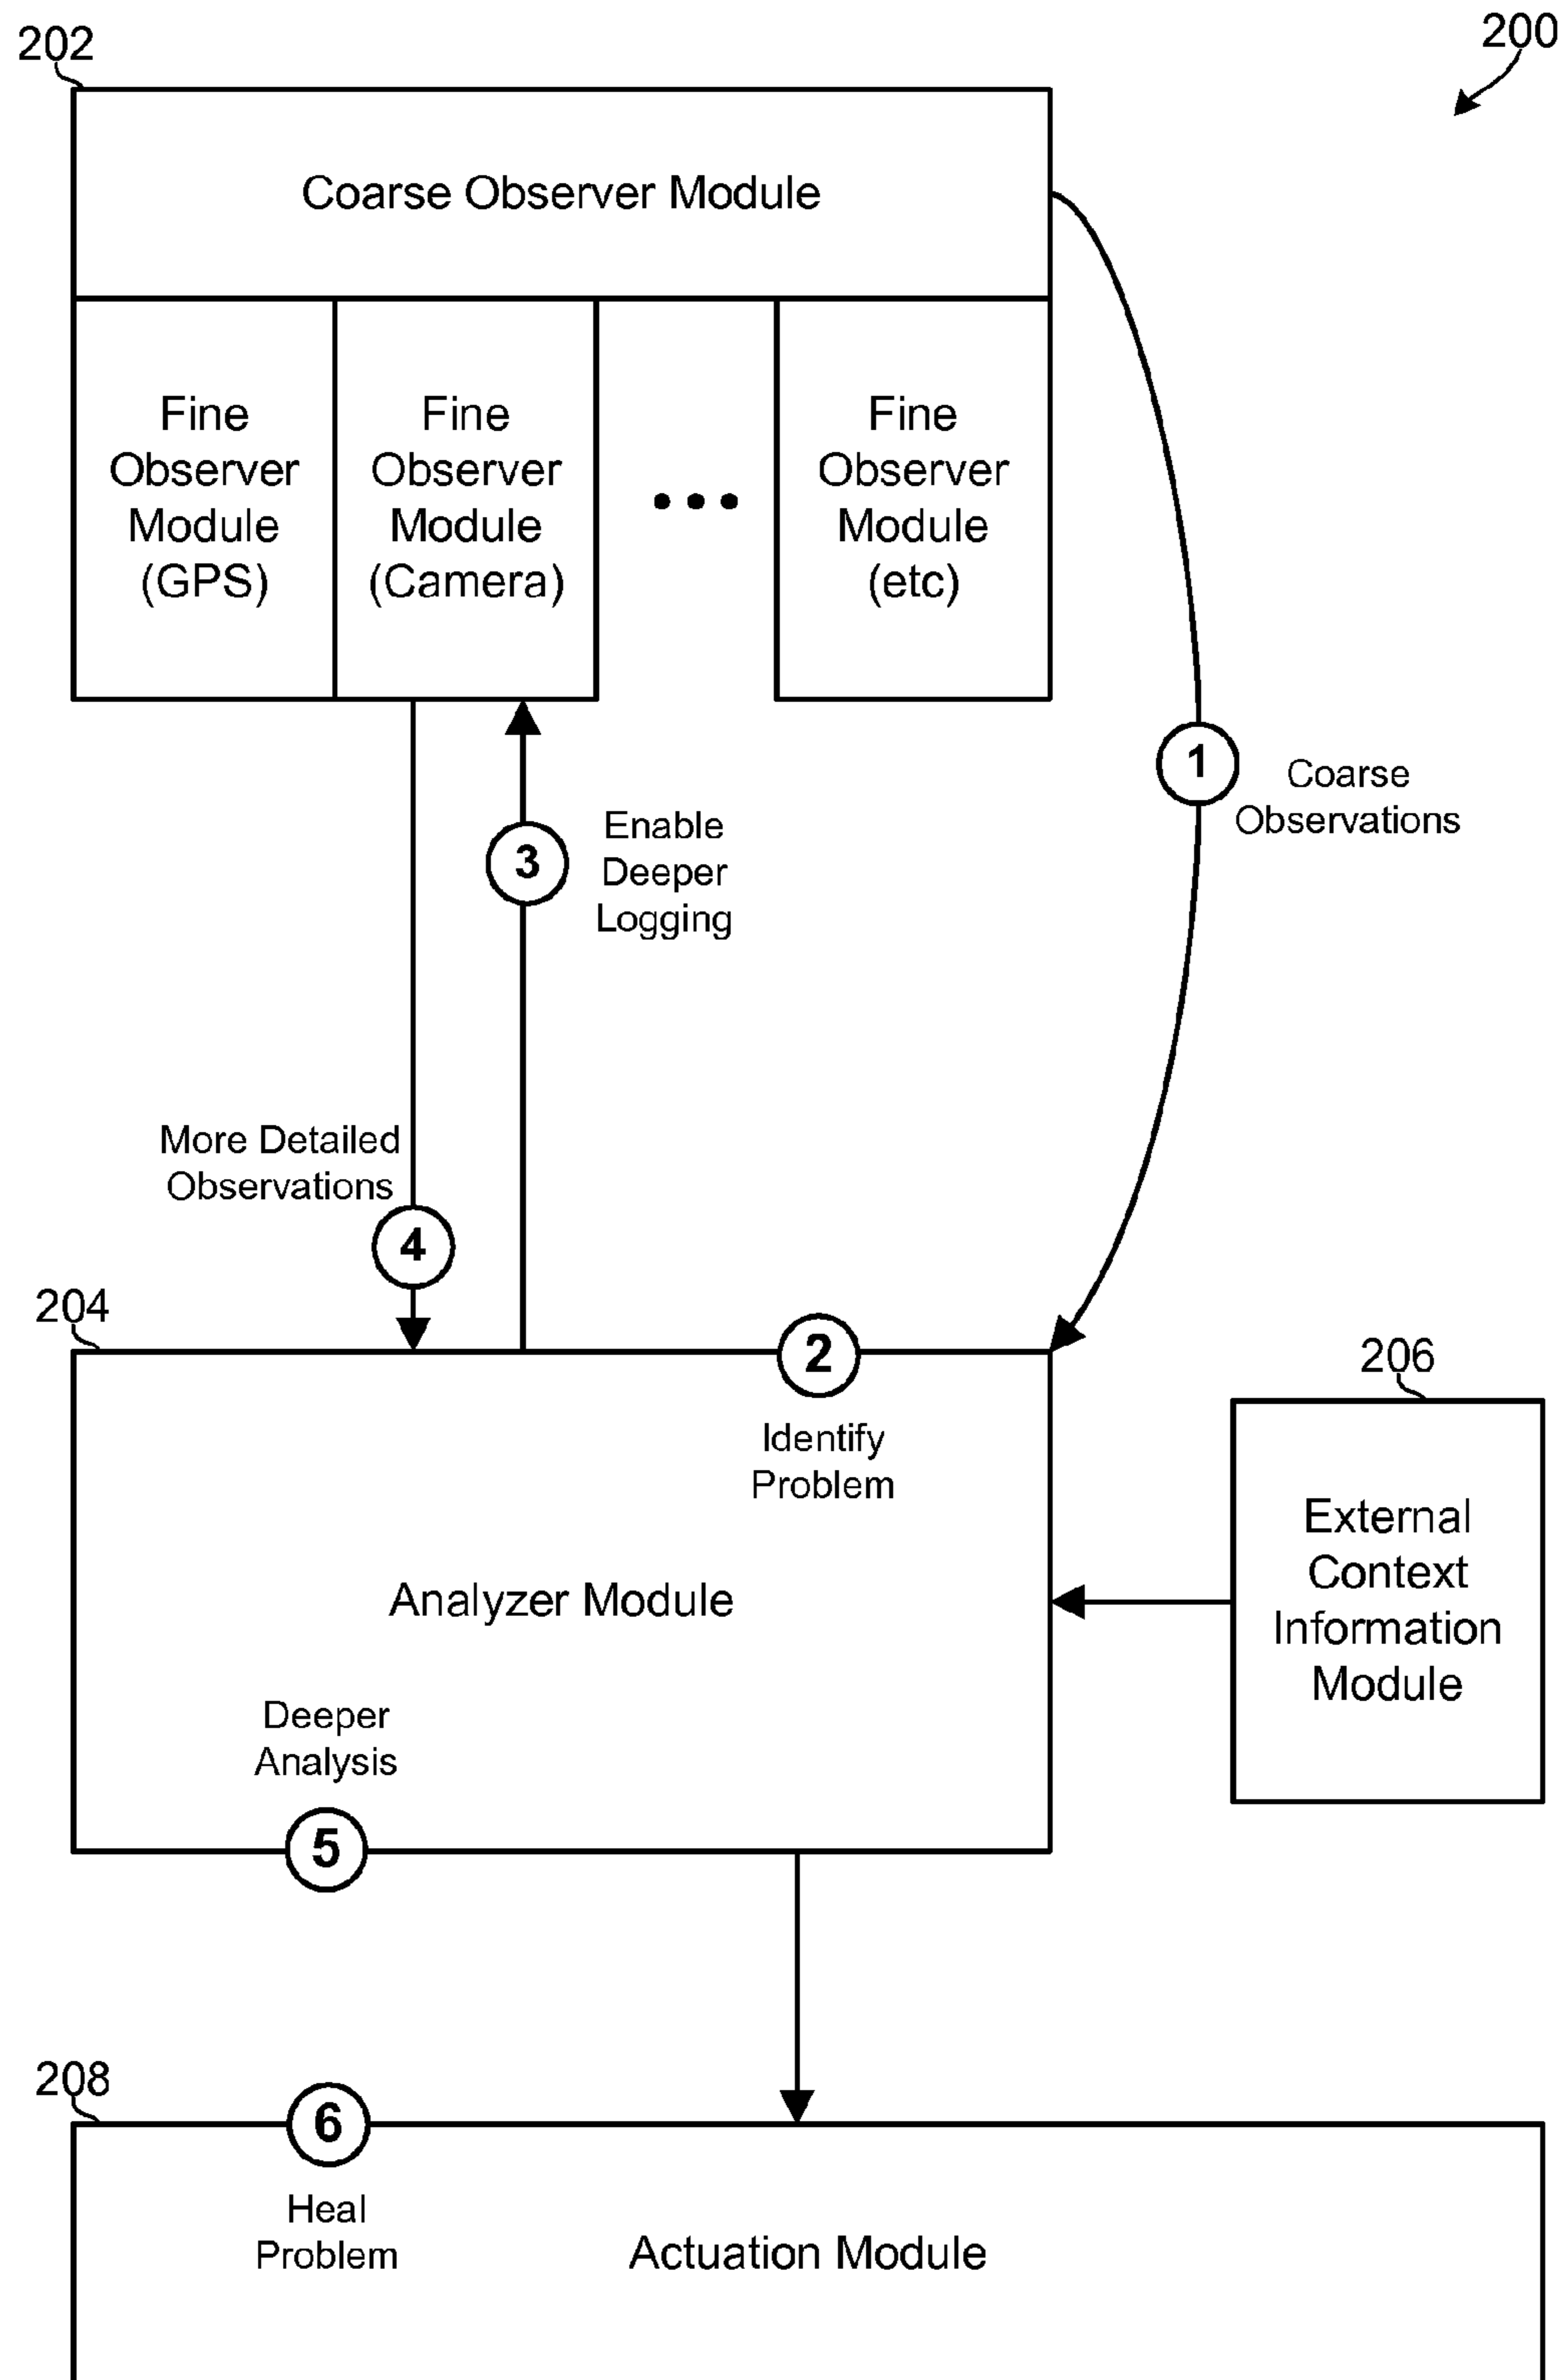 202
200
Coarse Observer Module
Fine
Observer
Module
(GPS)
Fine
Observer
Module
(Camera)
Fine
Observer
Module
(etc)
1
Coarse
Observations
3
Enable
Deeper
Logging
More Detailed
Observations
4
204
2
Identify
Problem
206
External
Context
Information
Module
Analyzer Module
Deeper
Analysis
5
208
6
Heal
Problem
Actuation Module